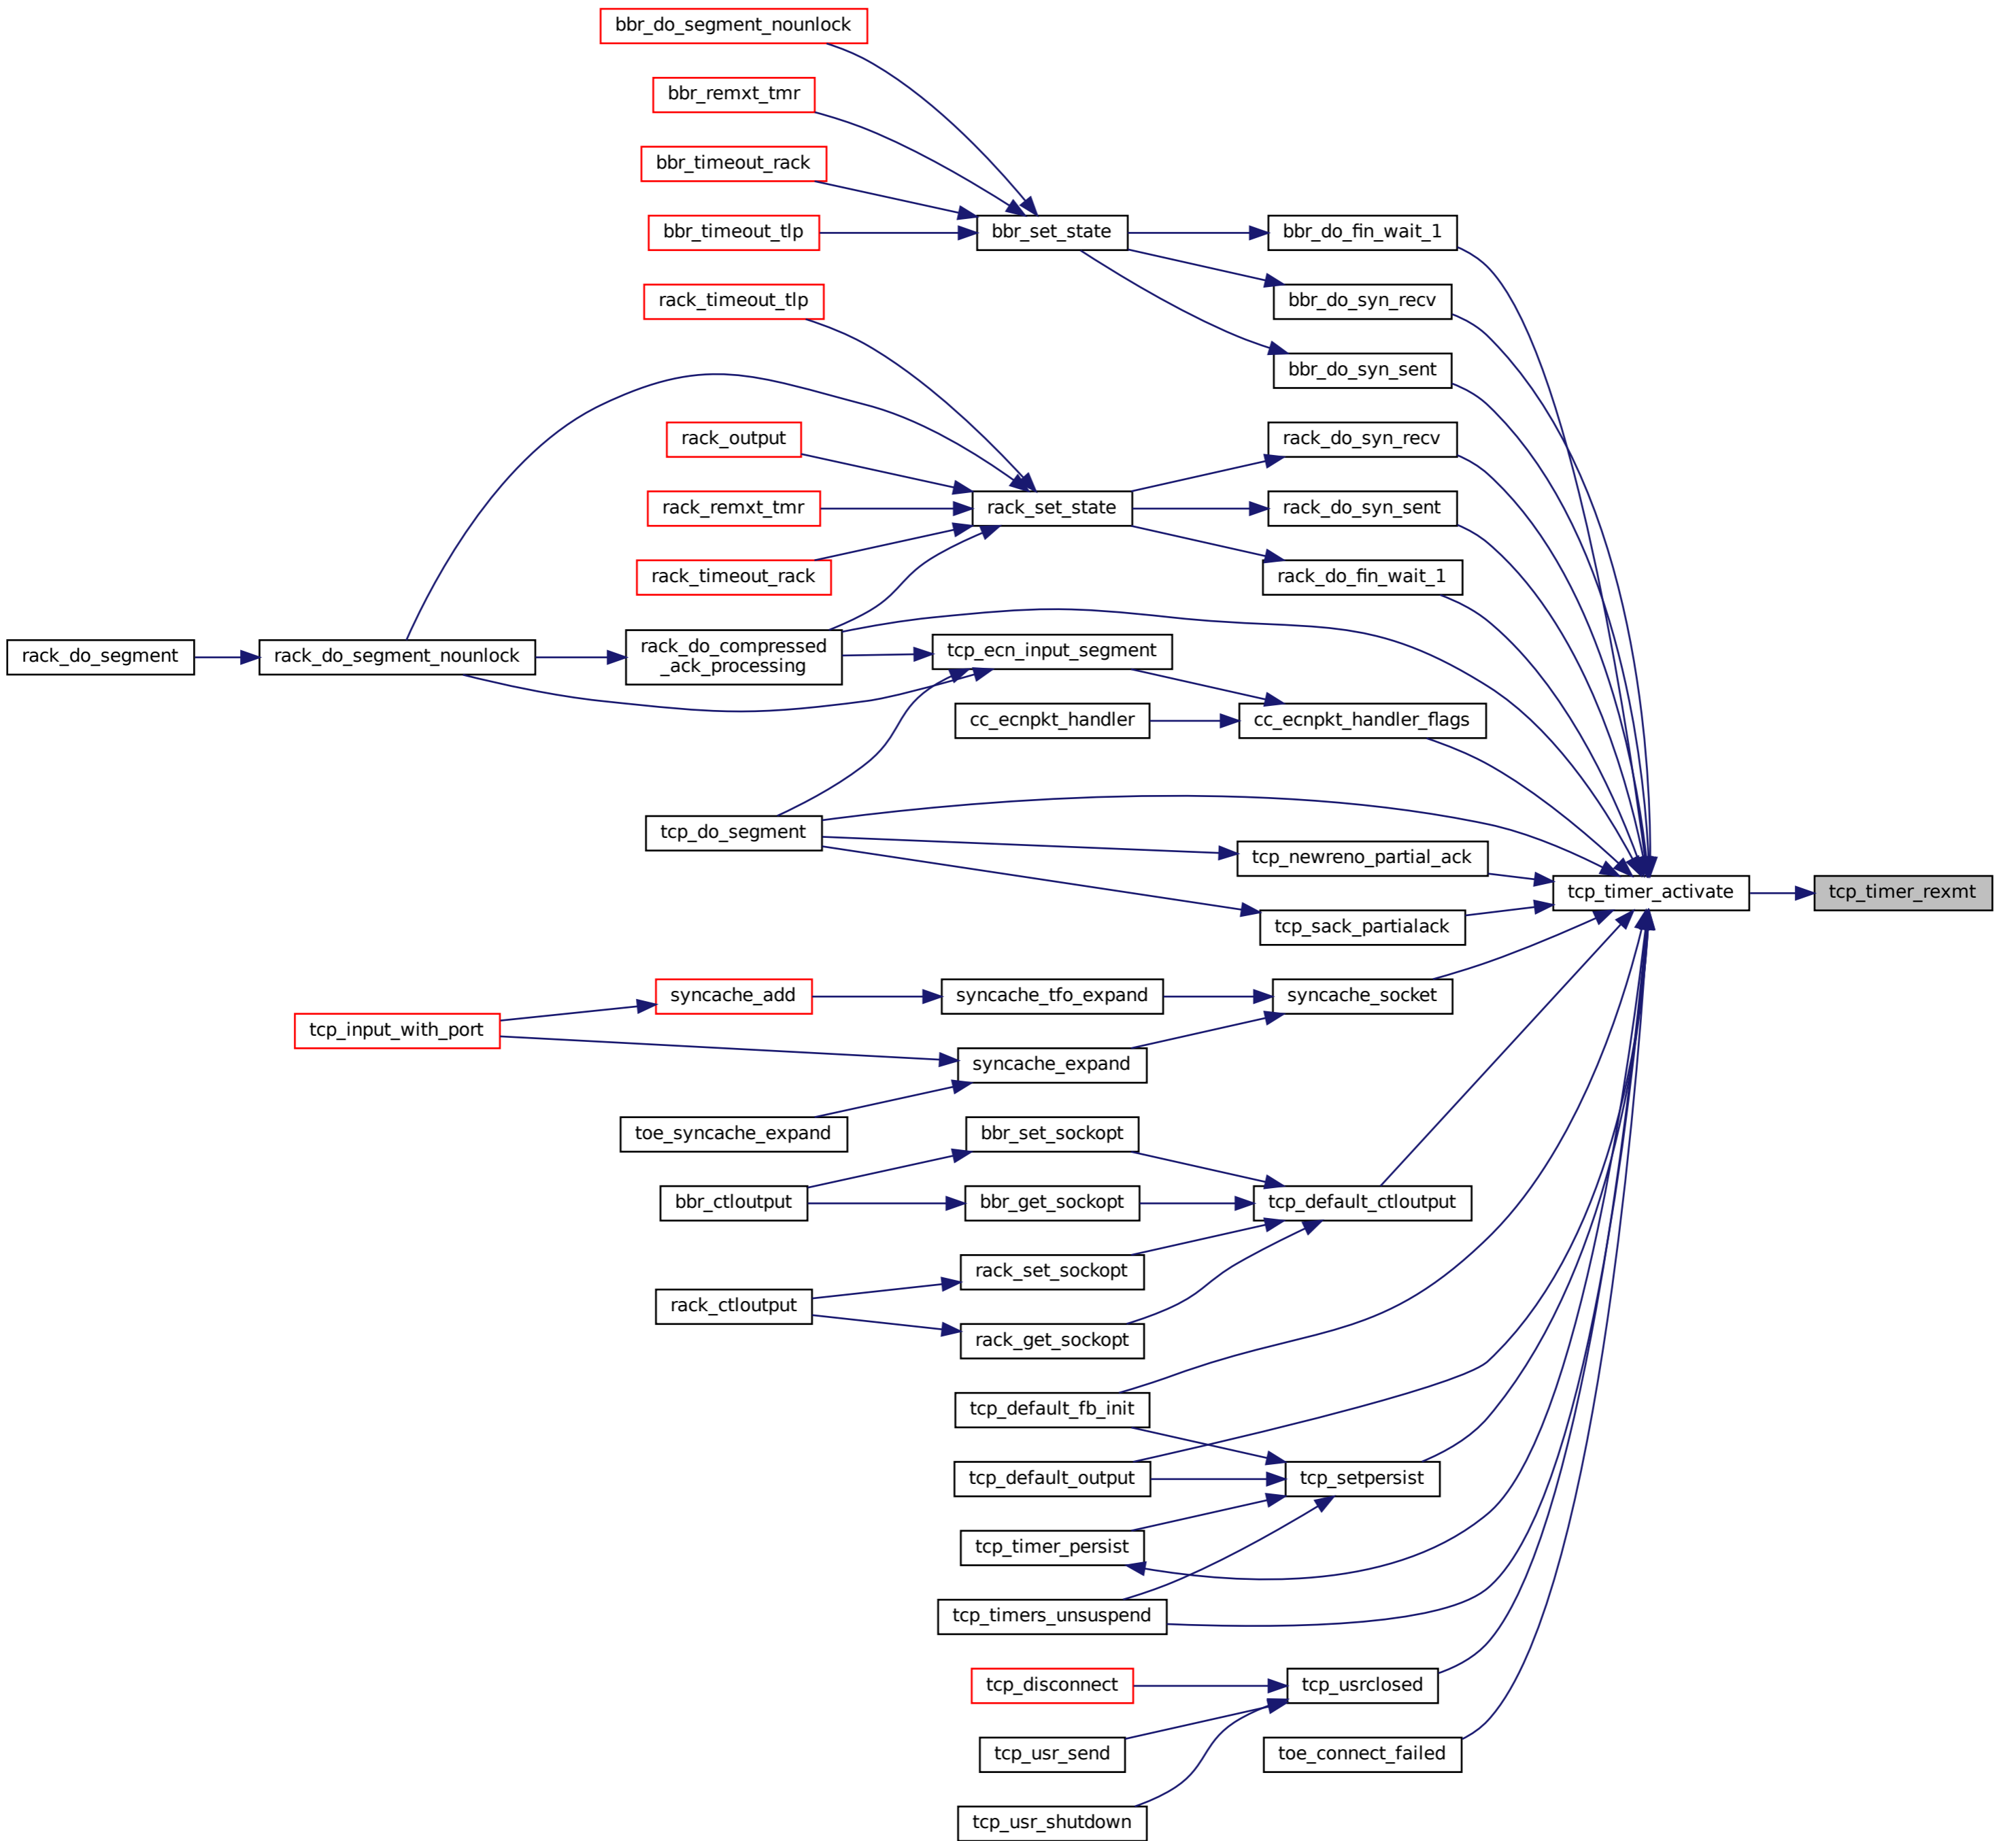 bbr_do_segment_nounlock
bbr_remxt_tmr
bbr_timeout_rack
bbr_timeout_tlp
bbr_set_state
bbr_do_fin_wait_1
rack_timeout_tlp
bbr_do_syn_recv
bbr_do_syn_sent
rack_output
rack_do_syn_recv
rack_remxt_tmr
rack_set_state
rack_do_syn_sent
rack_timeout_rack
rack_do_fin_wait_1
rack_do_segment
rack_do_segment_nounlock
rack_do_compressed
_ack_processing
tcp_ecn_input_segment
cc_ecnpkt_handler
cc_ecnpkt_handler_flags
tcp_do_segment
tcp_newreno_partial_ack
tcp_timer_activate
tcp_timer_rexmt
tcp_sack_partialack
syncache_add
syncache_tfo_expand
syncache_socket
tcp_input_with_port
syncache_expand
toe_syncache_expand
bbr_set_sockopt
bbr_ctloutput
bbr_get_sockopt
tcp_default_ctloutput
rack_set_sockopt
rack_ctloutput
rack_get_sockopt
tcp_default_fb_init
tcp_default_output
tcp_setpersist
tcp_timer_persist
tcp_timers_unsuspend
tcp_disconnect
tcp_usrclosed
tcp_usr_send
toe_connect_failed
tcp_usr_shutdown